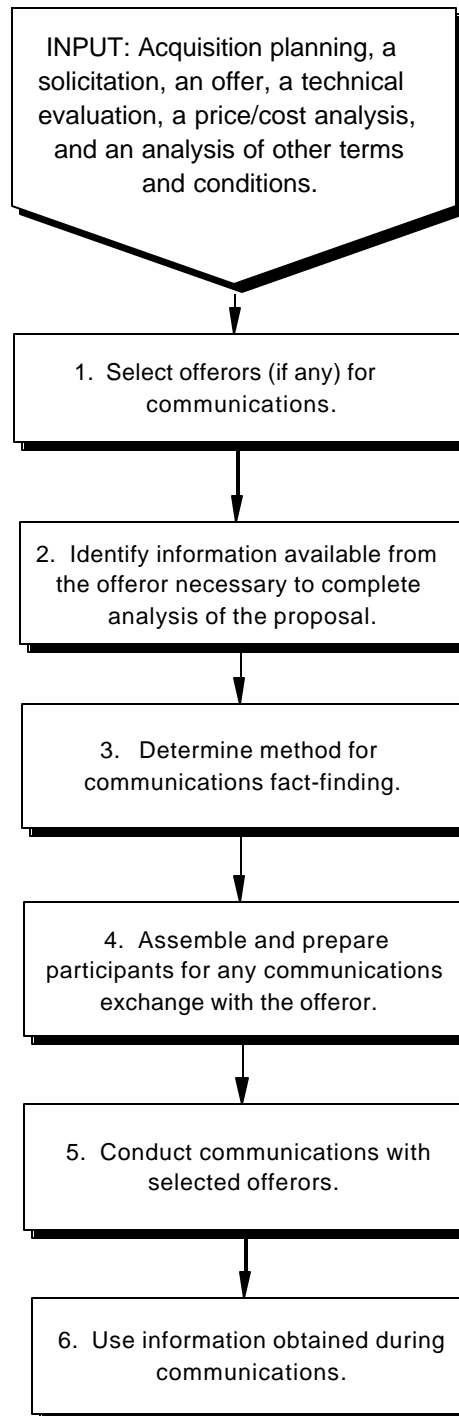 INPUT: Acquisition planning, a
solicitation, an offer, a technical
evaluation, a price/cost analysis,
and an analysis of other terms
and conditions.
1. Select offerors (if any) for
communications.
2. Identify information available from
the offeror necessary to complete
analysis of the proposal.
3. Determine method for
communications fact-finding.
4. Assemble and prepare
participants for any communications
exchange with the offeror.
5. Conduct communications with
selected offerors.
6. Use information obtained during
communications.